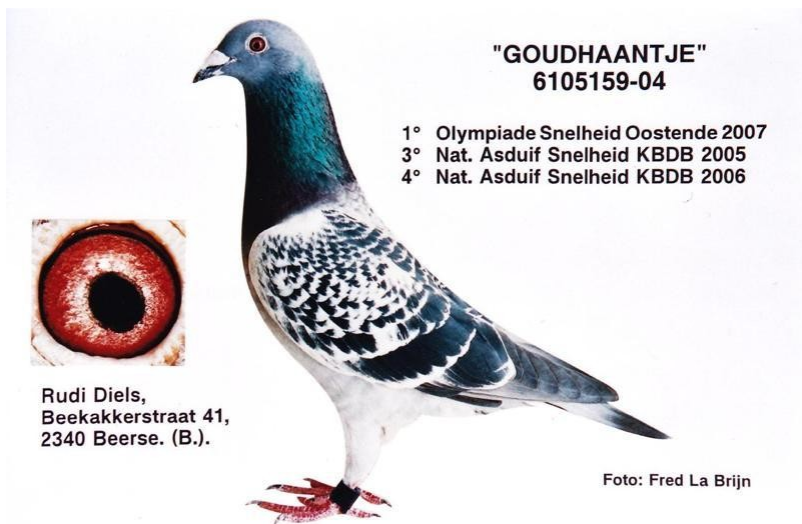 "GOUDHAANTJE"
6105159-04
1° Olympiade Snelheid Oostende 2007
3° Nat. Asduif Snelheid KBDB 2005
4° Nat. Asduif Snelheid KBDB 2006
Rudi Diels,
Beekakkerstraat 41,
2340 Beerse. (B.).
Foto: Fred La Brijn